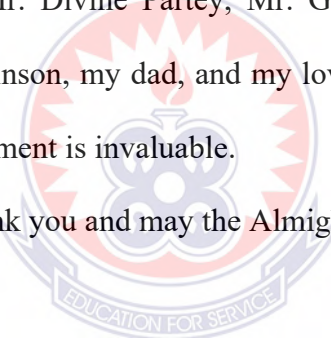 Mr. Divine Partey, Mr. G
nson, my dad, and my lov
ment is invaluable.
nk you and may the Almig
EDUCATION FOR SERVICE